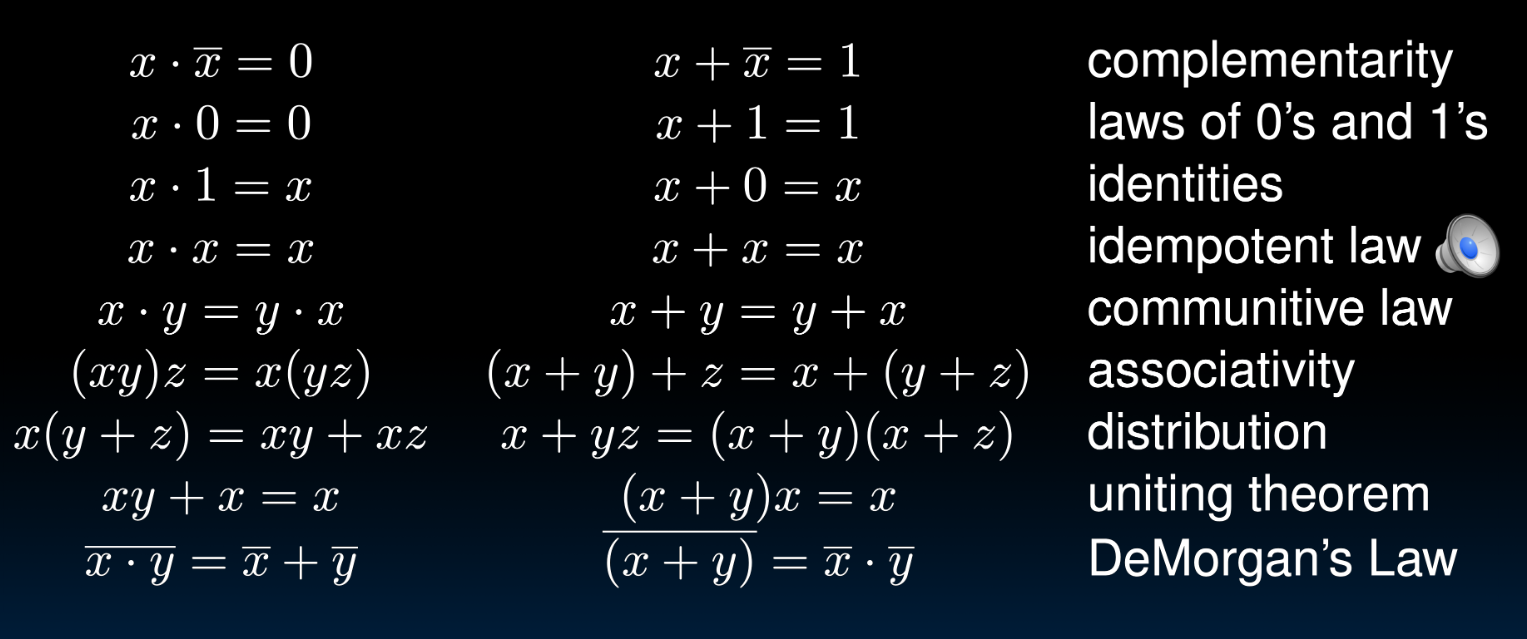 x · x̅ = 0 x + x̅ = 1 complementarity
x · 0 = 0 x + 1 = 1 laws of 0’s and 1’s
x · 1 = x x + 0 = x identities
x · x = x x + x = x idempotent law
x · y = y · x x + y = y + x communitive law
(xy)z = x(yz) (x + y) + z = x + (y + z) associativity
x(y + z) = xy + xz x + yz = (x + y)(x + z) distribution
xy + x = x (x + y)x = x uniting theorem
x̅ ̅·̅ ̅y̅ = x̅ + y̅ (̅x̅ ̅+̅ ̅y̅)̅ = x̅ · y̅ DeMorgan’s Law